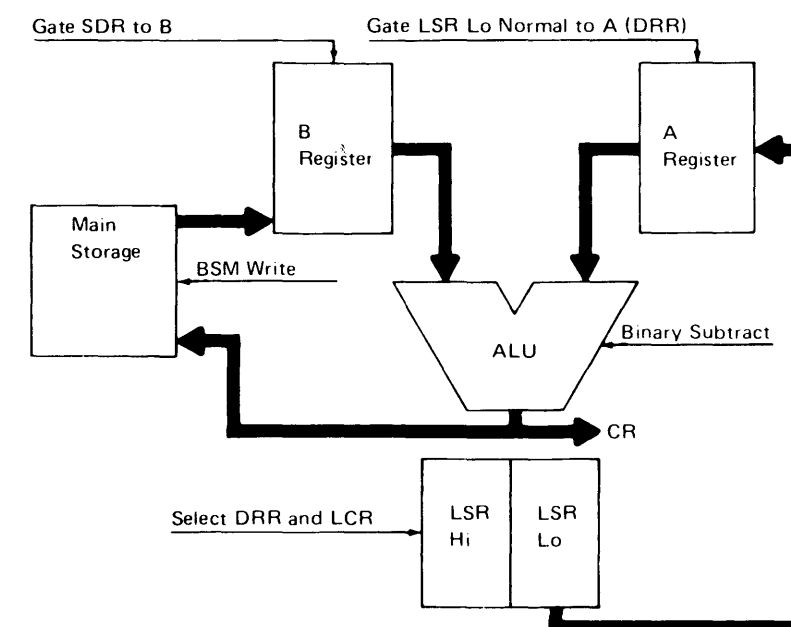 Gate SDR to B
Gate LSR Lo Normal to A (DRR)
B
Register
A
Register
Main
Storage
BSM Write
ALU
Binary Subtract
CR
Select DRR and LCR
LSR
Hi
LSR
Lo